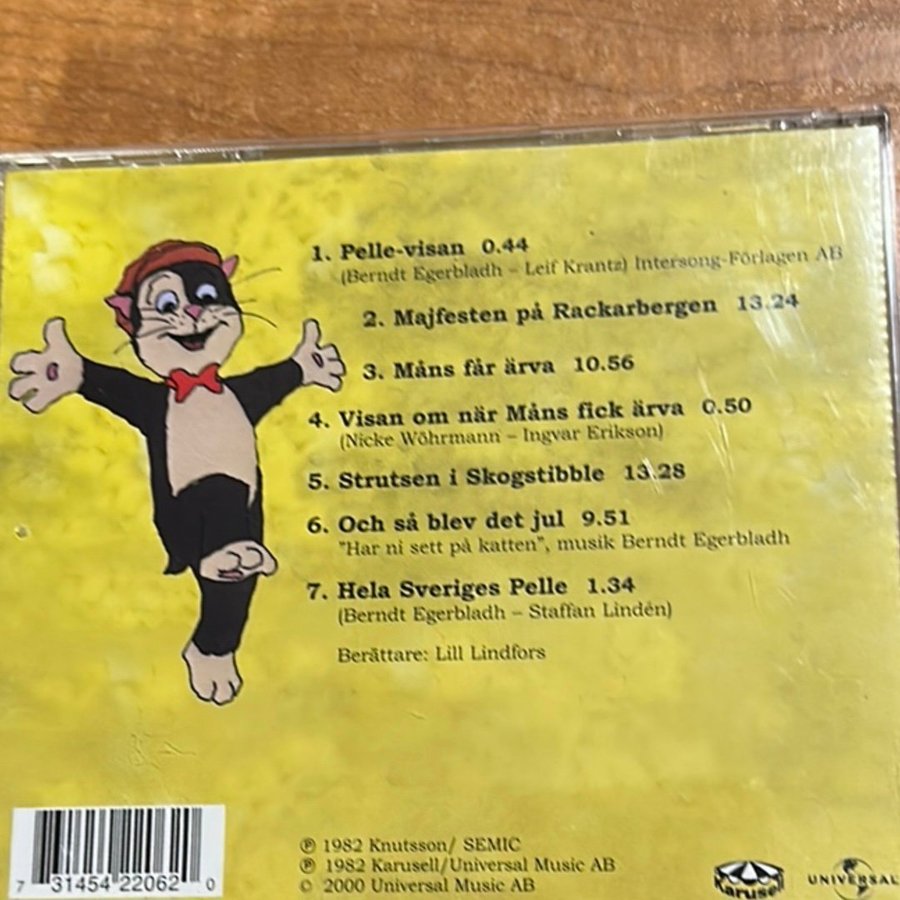 1. Pelle-visan 0.44
(Berndt Egerbladh – Leif Krantz) Intersong-Förlagen AB
2. Majfesten på Rackarbergen 13.24
3. Måns får ärva 10.56
4. Visan om när Måns fick ärva 0.50
(Nicke Wöhrmann – Ingvar Erikson)
5. Strutsen i Skogstibble 13.28
6. Och så blev det jul 9.51
"Har ni sett på katten", musik Berndt Egerbladh
7. Hela Sveriges Pelle 1.34
(Berndt Egerbladh – Staffan Lindén)
Berättare: Lill Lindfors
℗ 1982 Knutsson/ SEMIC
℗ 1982 Karusell/Universal Music AB
© 2000 Universal Music AB
7 31454 22062 0
Karusell
UNIVERSAL